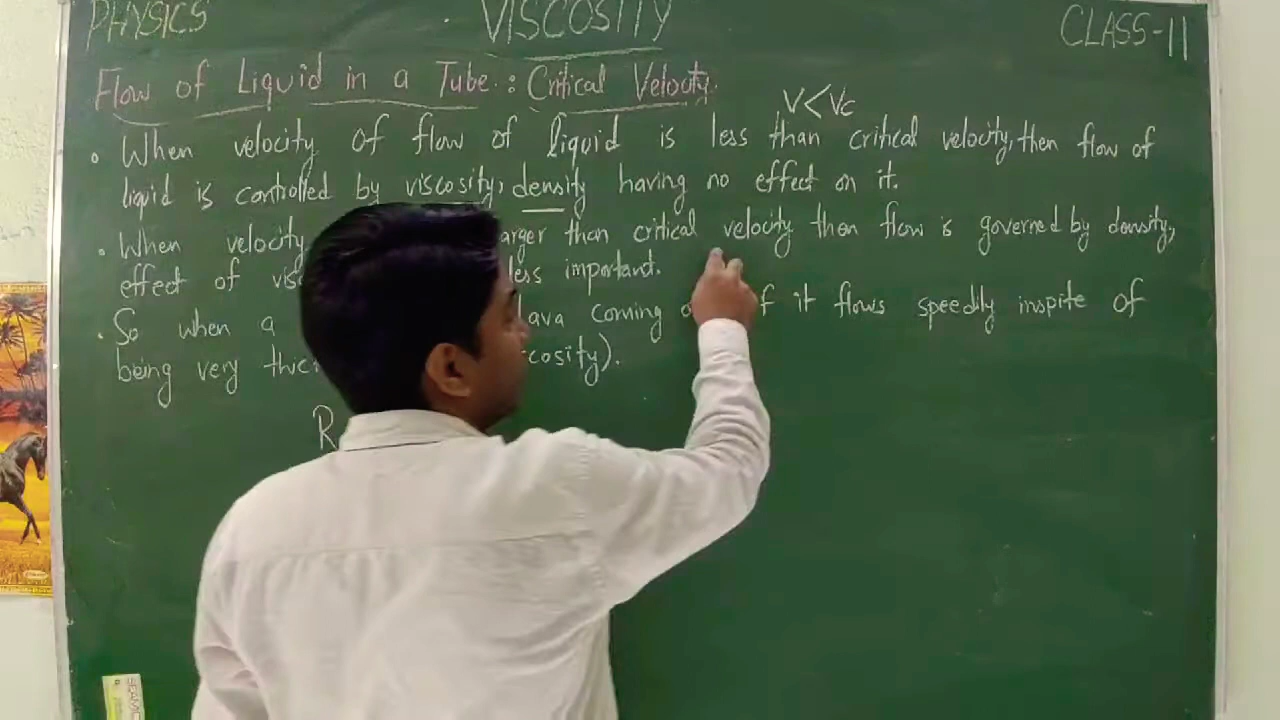 PHYSICS VISCOSITY CLASS-11
Flow of Liquid in a Tube : Critical Velocity
V<Vc
• When velocity of flow of liquid is less than critical velocity, then flow of
liquid is controlled by viscosity, density having no effect on it.
• When velocity arger than critical velocity then flow is governed by density,
effect of vis less important.
• So when a lava coming of it flows speedily inspite of
being very thic cosity).
R